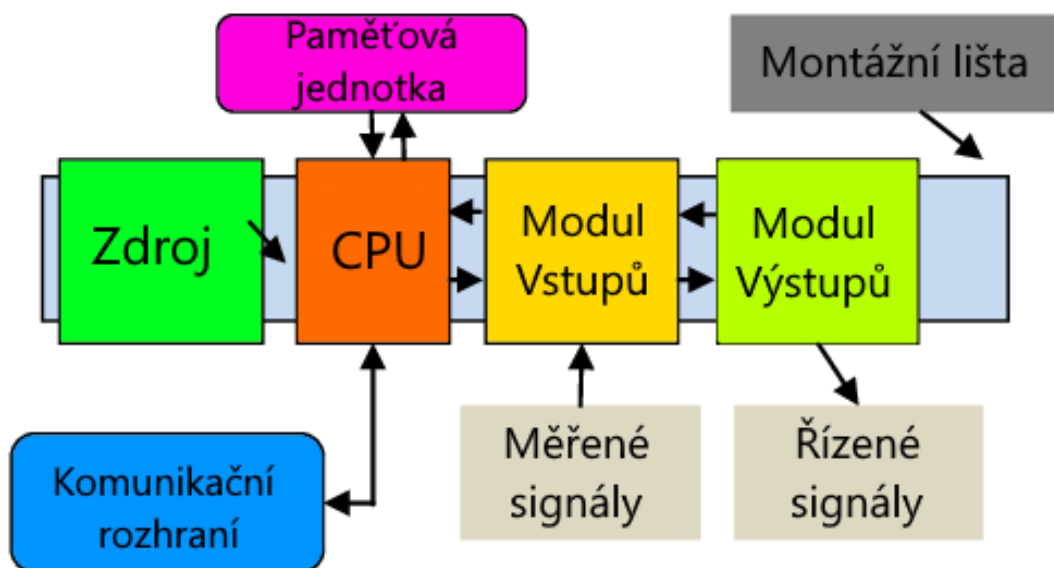 Paměťová
jednotka
Montážní lišta
Zdroj
CPU
Modul
Vstupů
Modul
Výstupů
Komunikační
rozhraní
Měřené
signály
Řízené
signály